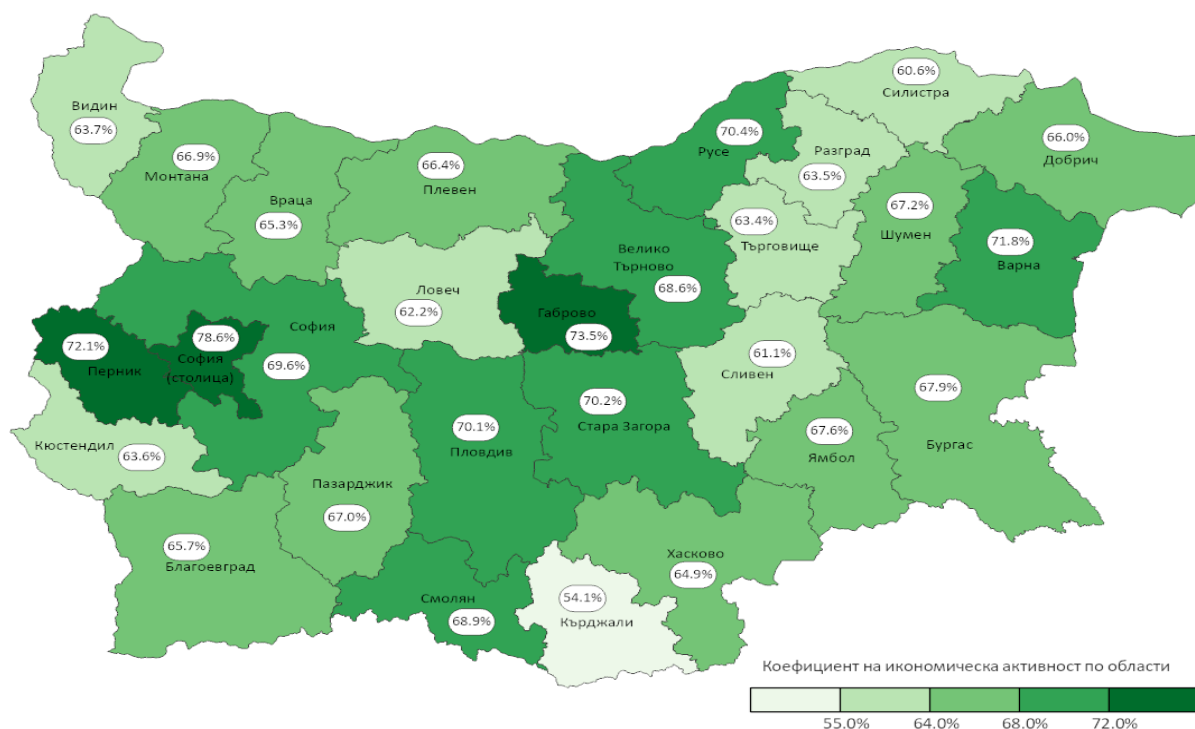 Видин
63.7%
66.9%
Монтана
Враца
65.3%
66.4%
Плевен
Ловеч
62.2%
Велико
Търново
68.6%
Габрово
73.5%
70.4%
Русе
Разград
63.5%
60.6%
Силистра
66.0%
Добрич
63.4%
Търговище
67.2%
Шумен
71.8%
Варна
72.1%
Перник
78.6%
София
(столица)
София
69.6%
Кюстендил
63.6%
Пазарджик
67.0%
65.7%
Благоевград
70.1%
Пловдив
70.2%
Стара Загора
61.1%
Сливен
67.6%
Ямбол
67.9%
Бургас
Смолян
68.9%
54.1%
Кърджали
Хасково
64.9%
Коефициент на икономическа активност по области
55.0% 64.0% 68.0% 72.0%